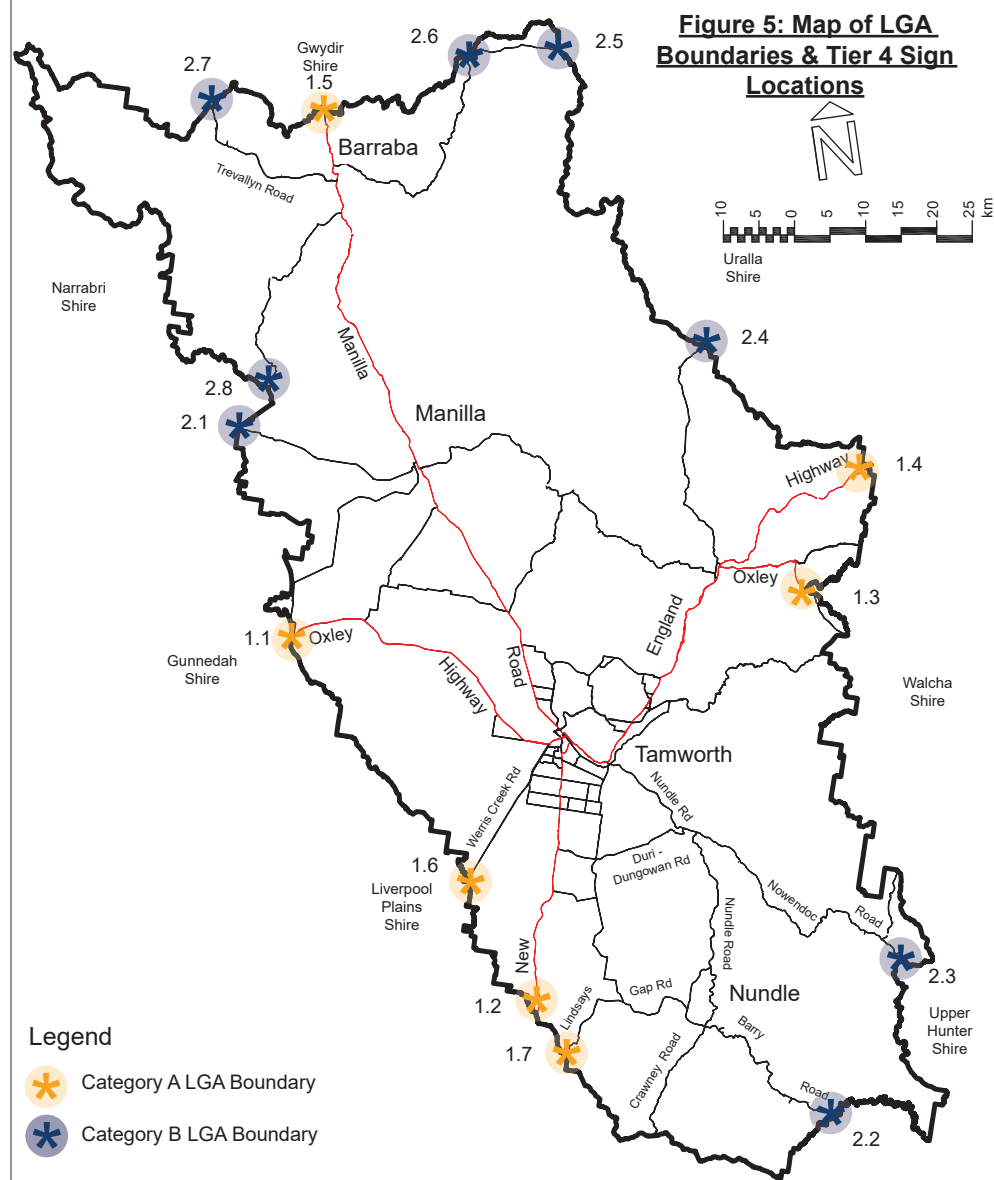 Figure 5: Map of LGA
Boundaries & Tier 4 Sign
Locations
N
10
5
0
5
10
15
20
25
km
2.7
Gwydir
Shire
1.5
2.6
2.5
Barraba
Trevallyn Road
Uralla
Shire
Narrabri
Shire
Manilla
2.4
2.8
2.1
Manilla
Highway
1.4
Oxley
1.3
England
1.1
Oxley
Gunnedah
Shire
Highway
Road
Walcha
Shire
Tamworth
Werris Creek Rd
Nundle Rd
1.6
Liverpool
Plains
Shire
Duri -
Dungowan Rd
Nowendoc
Road
Nundle Road
2.3
New
1.2
Lindsays
Gap Rd
Nundle
Upper
Hunter
Shire
1.7
Crawney Road
Barry
Road
2.2
Legend
Category A LGA Boundary
Category B LGA Boundary